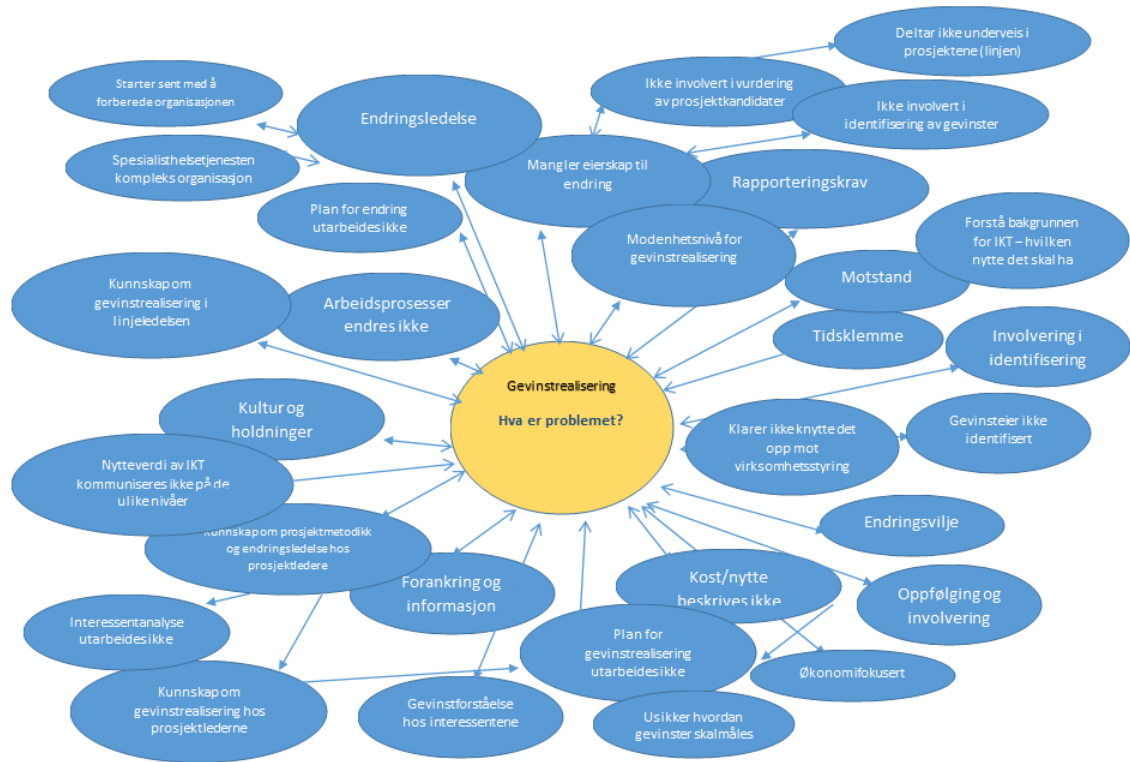 Deltar ikke underveis i
prosjektene (linjen)
Starter sent med å
forberede organisasjonen
Endringsledelse
Ikke involvert i vurdering
av prosjektkandidater
Ikke involvert i
identifisering av gevinster
Spesialisthelsetjenesten
kompleks organisasjon
Mangler eierskap til
endring
Rapporteringskrav
Plan for endring
utarbeides ikke
Modenhetsnivå for
gevinstrealisering
Forstå bakgrunnen
for IKT – hvilken
nytte det skal ha
Kunnskap om
gevinstrealisering i
linjeledelsen
Arbeidsprosesser
endres ikke
Motstand
Tidsklemme
Involvering i
identifisering
Gevinstrealisering
Hva er problemet?
Kultur og
holdninger
Klarer ikke knytte det
opp mot
virksomhetsstyring
Gevinsteier ikke
identifisert
Nytteverdi av IKT
kommuniseres ikke på de
ulike nivåer
Endringsvilje
Kunnskap om prosjektmetodikk
og endringsledelse hos
prosjektledere
Forankring og
informasjon
Kost/nytte
beskrives ikke
Oppfølging og
involvering
Interessentanalyse
utarbeides ikke
Plan for
gevinstrealisering
utarbeides ikke
Økonomifokusert
Kunnskap om
gevinstrealisering hos
prosjektlederne
Gevinstforståelse
hos interessentene
Usikker hvordan
gevinster skal måles